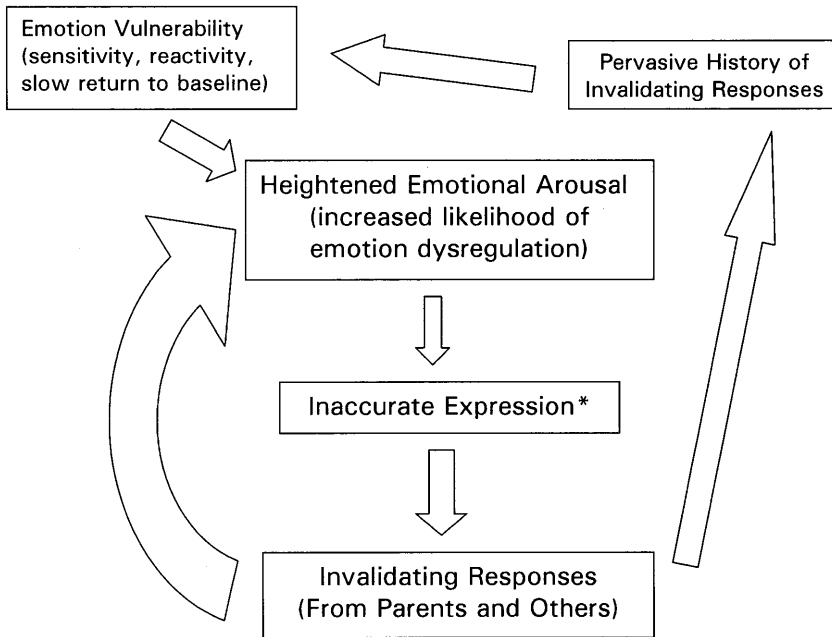 Emotion Vulnerability
(sensitivity, reactivity,
slow return to baseline)
Pervasive History of
Invalidating Responses
Heightened Emotional Arousal
(increased likelihood of
emotion dysregulation)
Inaccurate Expression*
Invalidating Responses
(From Parents and Others)